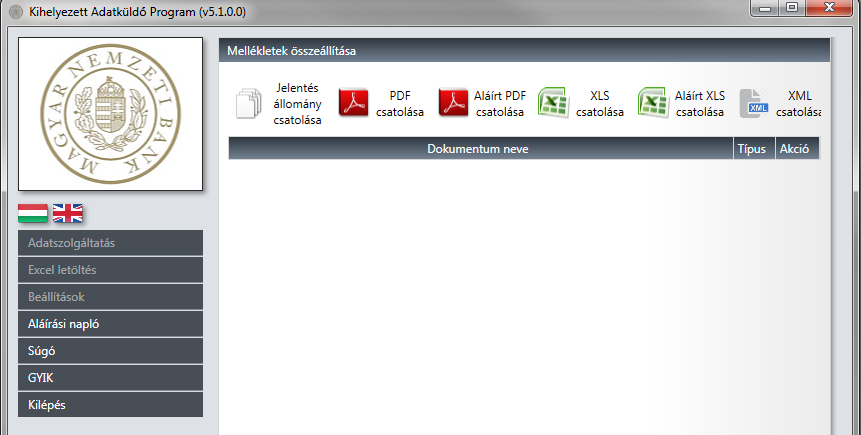 Kihelyezett Adatküldő Program (v5.1.0.0)
MAGYAR NEMZETI BANK
Mellékletek összeállítása
Jelentés
állomány
csatolása
PDF
csatolása
Aláírt PDF
csatolása
XLS
csatolása
Aláírt XLS
csatolása
XML
XML
csatolása
Dokumentum neve
Típus
Akció
Adatszolgáltatás
Excel letöltés
Beállítások
Aláírási napló
Súgó
GYIK
Kilépés